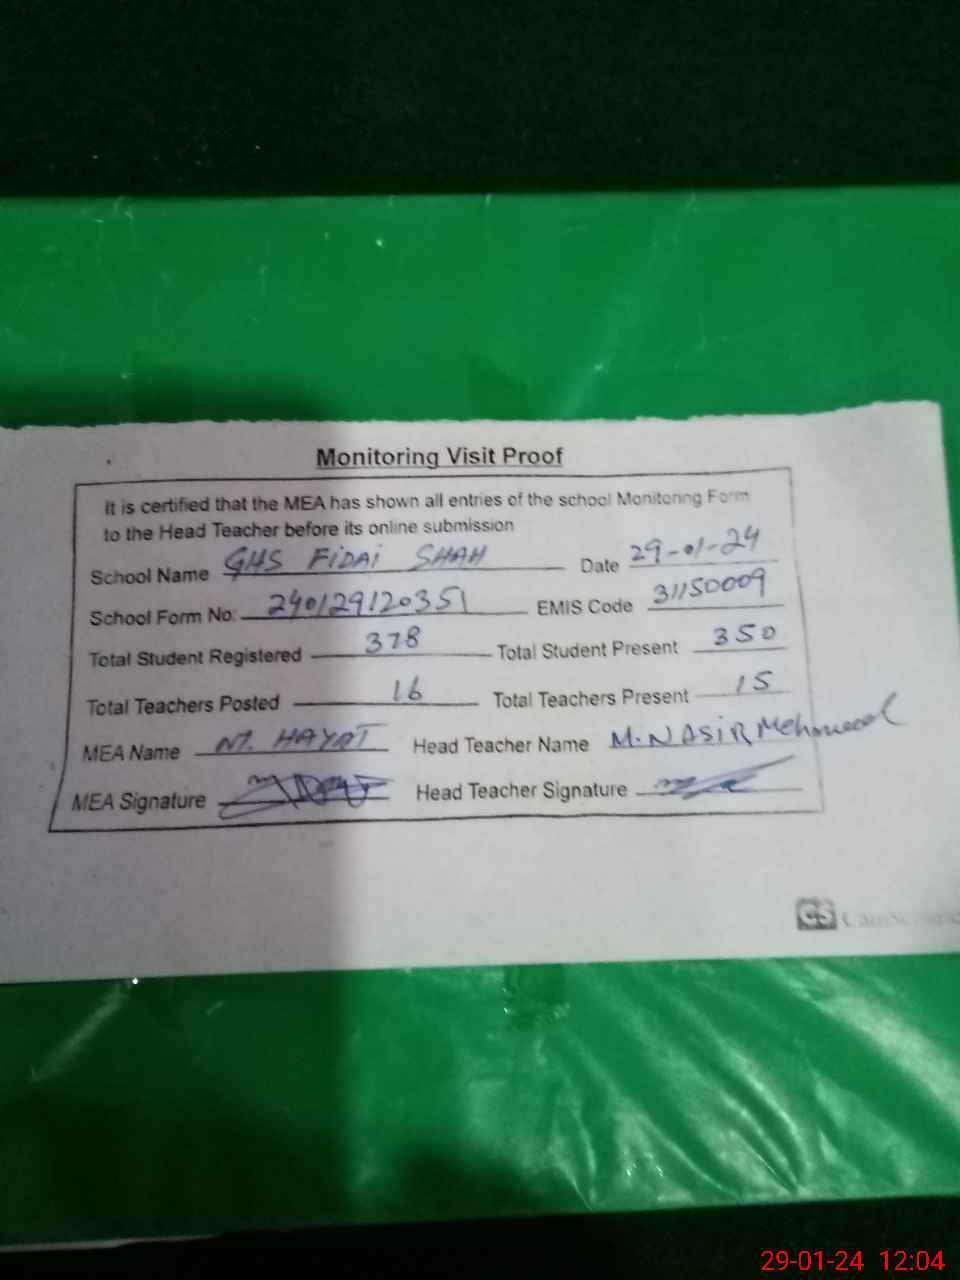 Monitoring Visit Proof
It is certified that the MEA has shown all entries of the school Monitoring Form
to the Head Teacher before its online submission
School Name GHS FIDAI SHAH Date 29-01-24
School Form No: 240129120351 EMIS Code 31150009
Total Student Registered 378 Total Student Present 350
Total Teachers Posted 16 Total Teachers Present 15
MEA Name M. HAYAT Head Teacher Name M. NASIR Mehmood
MEA Signature Head Teacher Signature
CS CamScanner
29-01-24 12:04